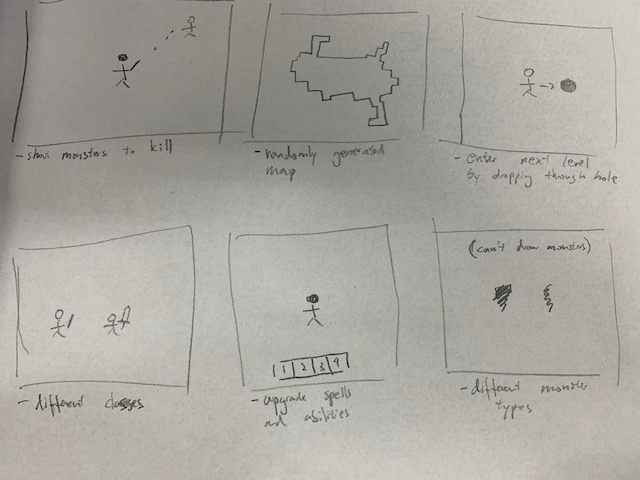 - shoot monsters to kill
- randomly generated
map
- enter next level
by dropping through hole
- different classes
1 2 3 4
- upgrade spells
and abilities
(can't draw monsters)
- different monster
types